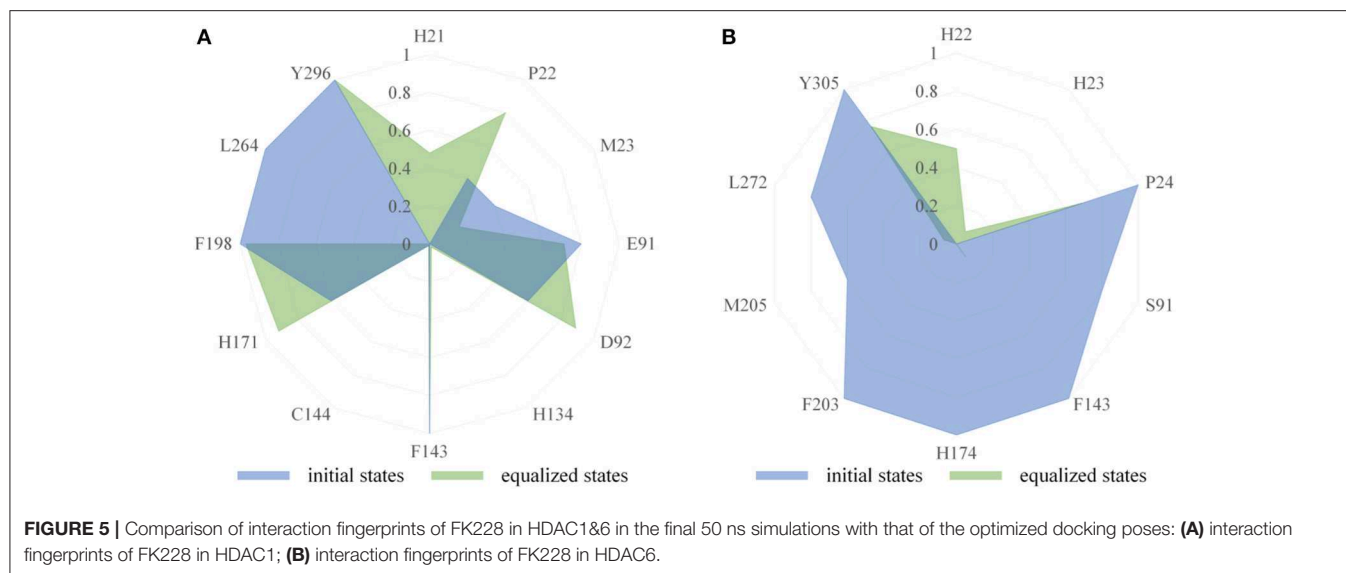 A
H21
P22
M23
E91
D92
H134
F143
C144
H171
F198
L264
Y296
1
0.8
0.6
0.4
0.2
0
initial states
equalized states
B
H22
H23
P24
S91
F143
H174
F203
M205
L272
Y305
1
0.8
0.6
0.4
0.2
0
initial states
equalized states
FIGURE 5 | Comparison of interaction fingerprints of FK228 in HDAC1&6 in the final 50 ns simulations with that of the optimized docking poses: (A) interaction
fingerprints of FK228 in HDAC1; (B) interaction fingerprints of FK228 in HDAC6.